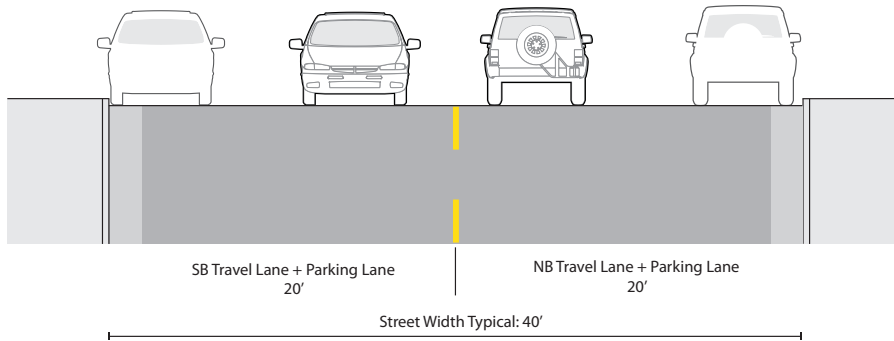 SB Travel Lane + Parking Lane
20’
NB Travel Lane + Parking Lane
20’
Street Width Typical: 40’